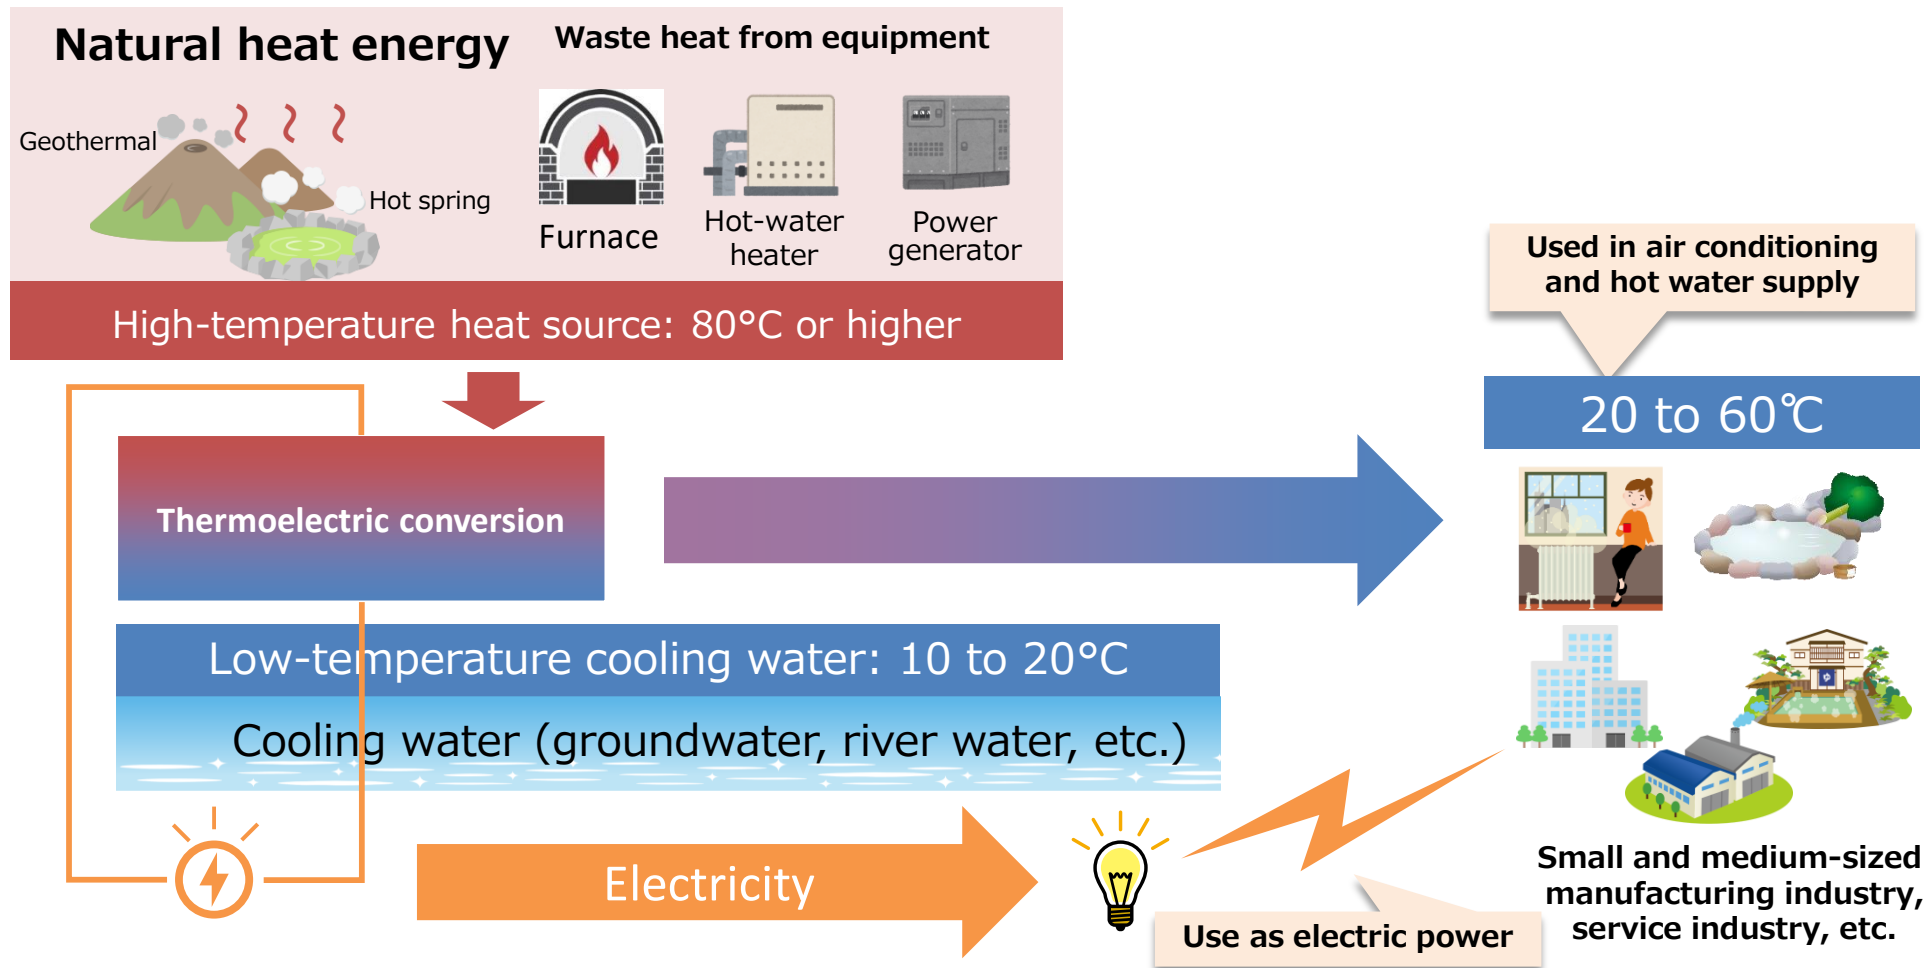 Natural heat energy
Waste heat from equipment
Geothermal
Hot spring
Furnace
Hot-water
heater
Power
generator
High-temperature heat source: 80°C or higher
Used in air conditioning
and hot water supply
20 to 60℃
Thermoelectric conversion
Low-temperature cooling water: 10 to 20°C
Cooling water (groundwater, river water, etc.)
Electricity
Use as electric power
Small and medium-sized
manufacturing industry,
service industry, etc.